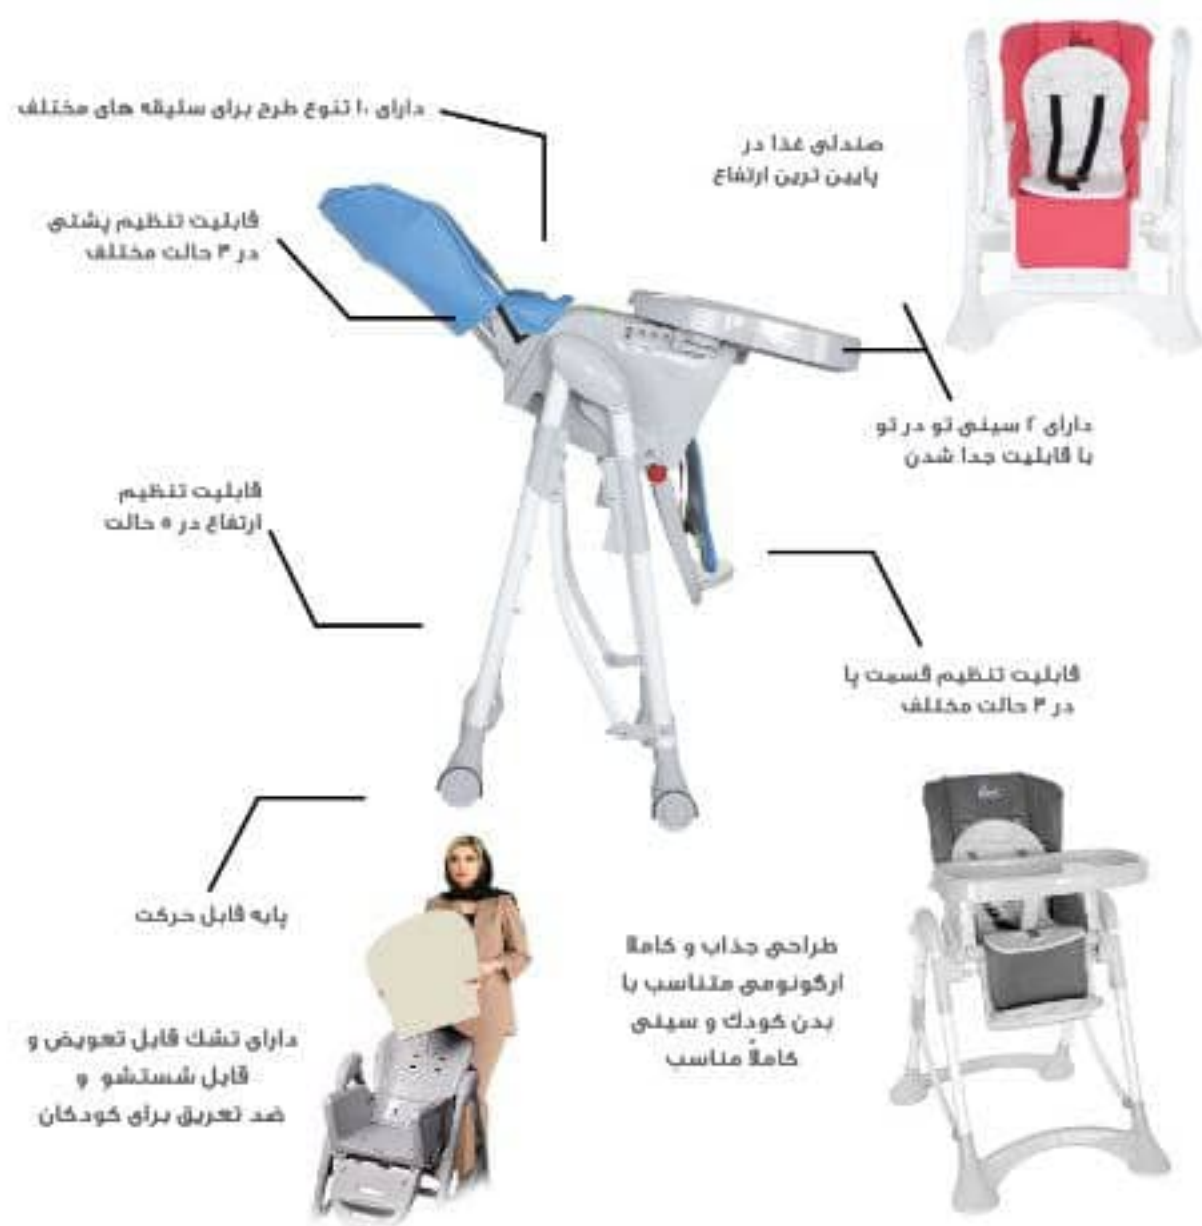 دارای ۱۰ تنوع طرح برای سلیقه های مختلف
صندلی غذا در
پایین ترین ارتفاع
قابلیت تنظیم پشتی
در ۳ حالت مختلف
دارای ۲ سینی تو در تو
با قابلیت جدا شدن
قابلیت تنظیم
ارتفاع در ۵ حالت
قابلیت تنظیم قسمت پا
در ۳ حالت مختلف
پایه قابل حرکت
طراحی جذاب و کاملا
ارگونومی متناسب با
بدن کودك و سینی
کاملاً مناسب
دارای تشك قابل تعویض و
قابل شستشو و
ضد تعریق برای کودکان